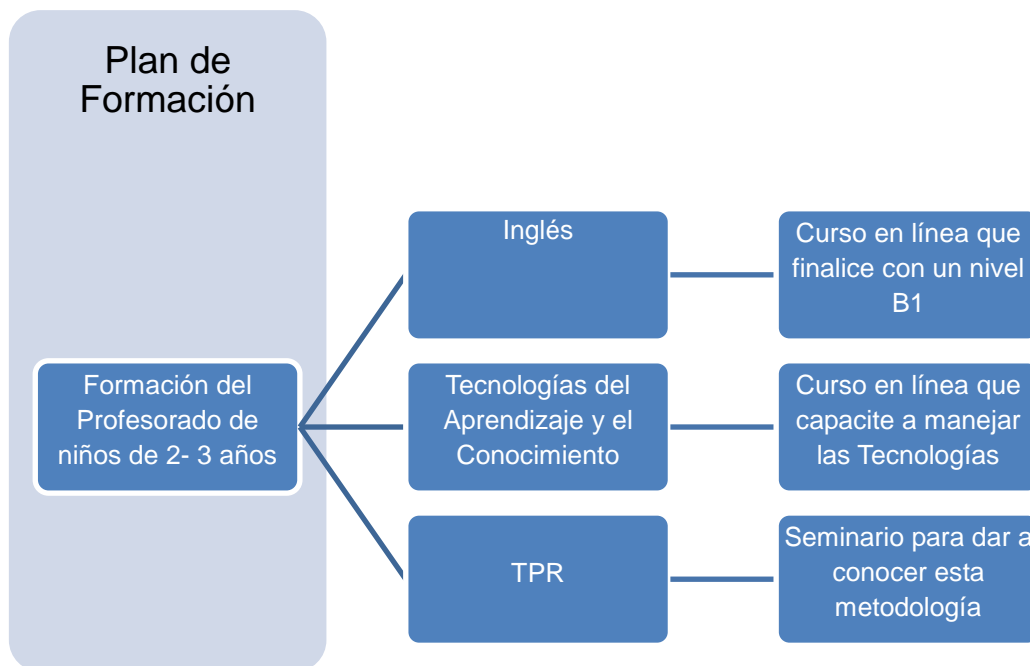 Plan de
Formación
Formación del
Profesorado de
niños de 2- 3 años
Inglés
Curso en línea que
finalice con un nivel
B1
Tecnologías del
Aprendizaje y el
Conocimiento
Curso en línea que
capacite a manejar
las Tecnologías
TPR
Seminario para dar a
conocer esta
metodología